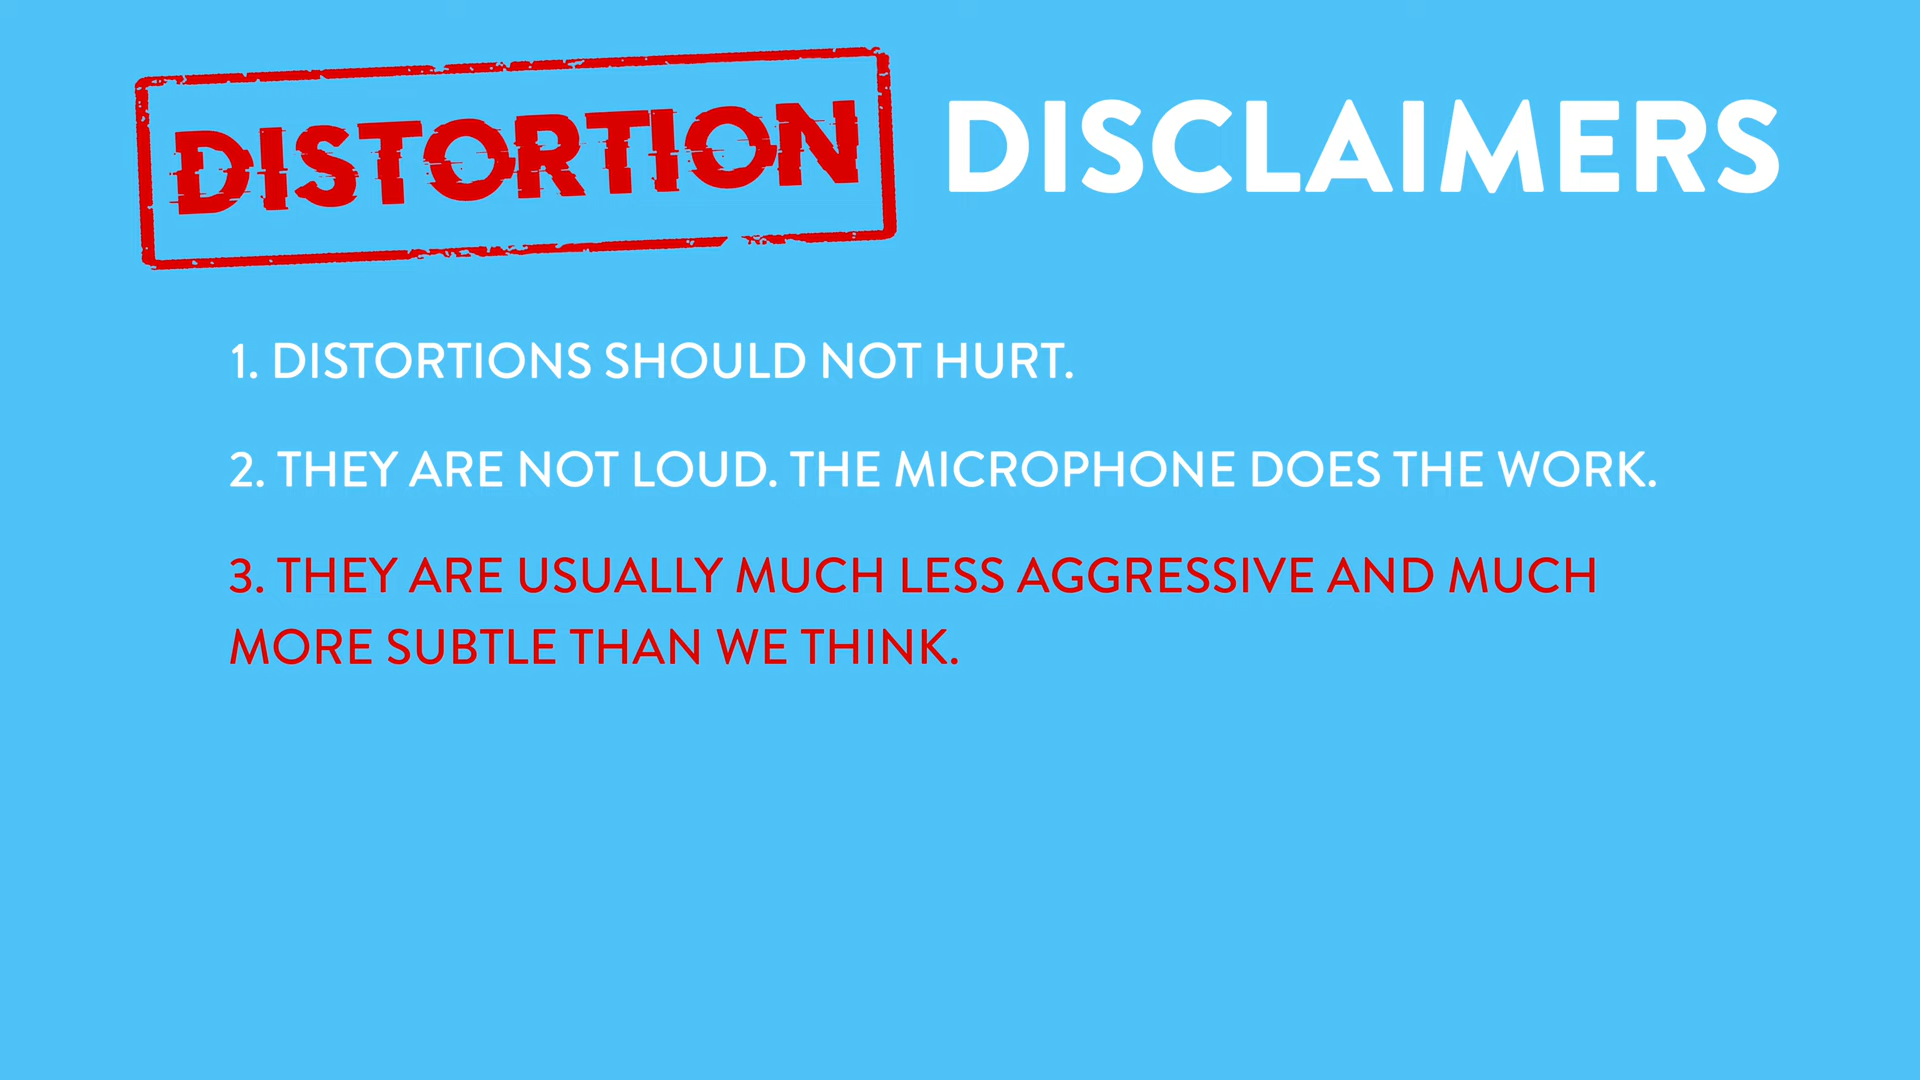 DISTORTION DISCLAIMERS
1. DISTORTIONS SHOULD NOT HURT.
2. THEY ARE NOT LOUD. THE MICROPHONE DOES THE WORK.
3. THEY ARE USUALLY MUCH LESS AGGRESSIVE AND MUCH
MORE SUBTLE THAN WE THINK.